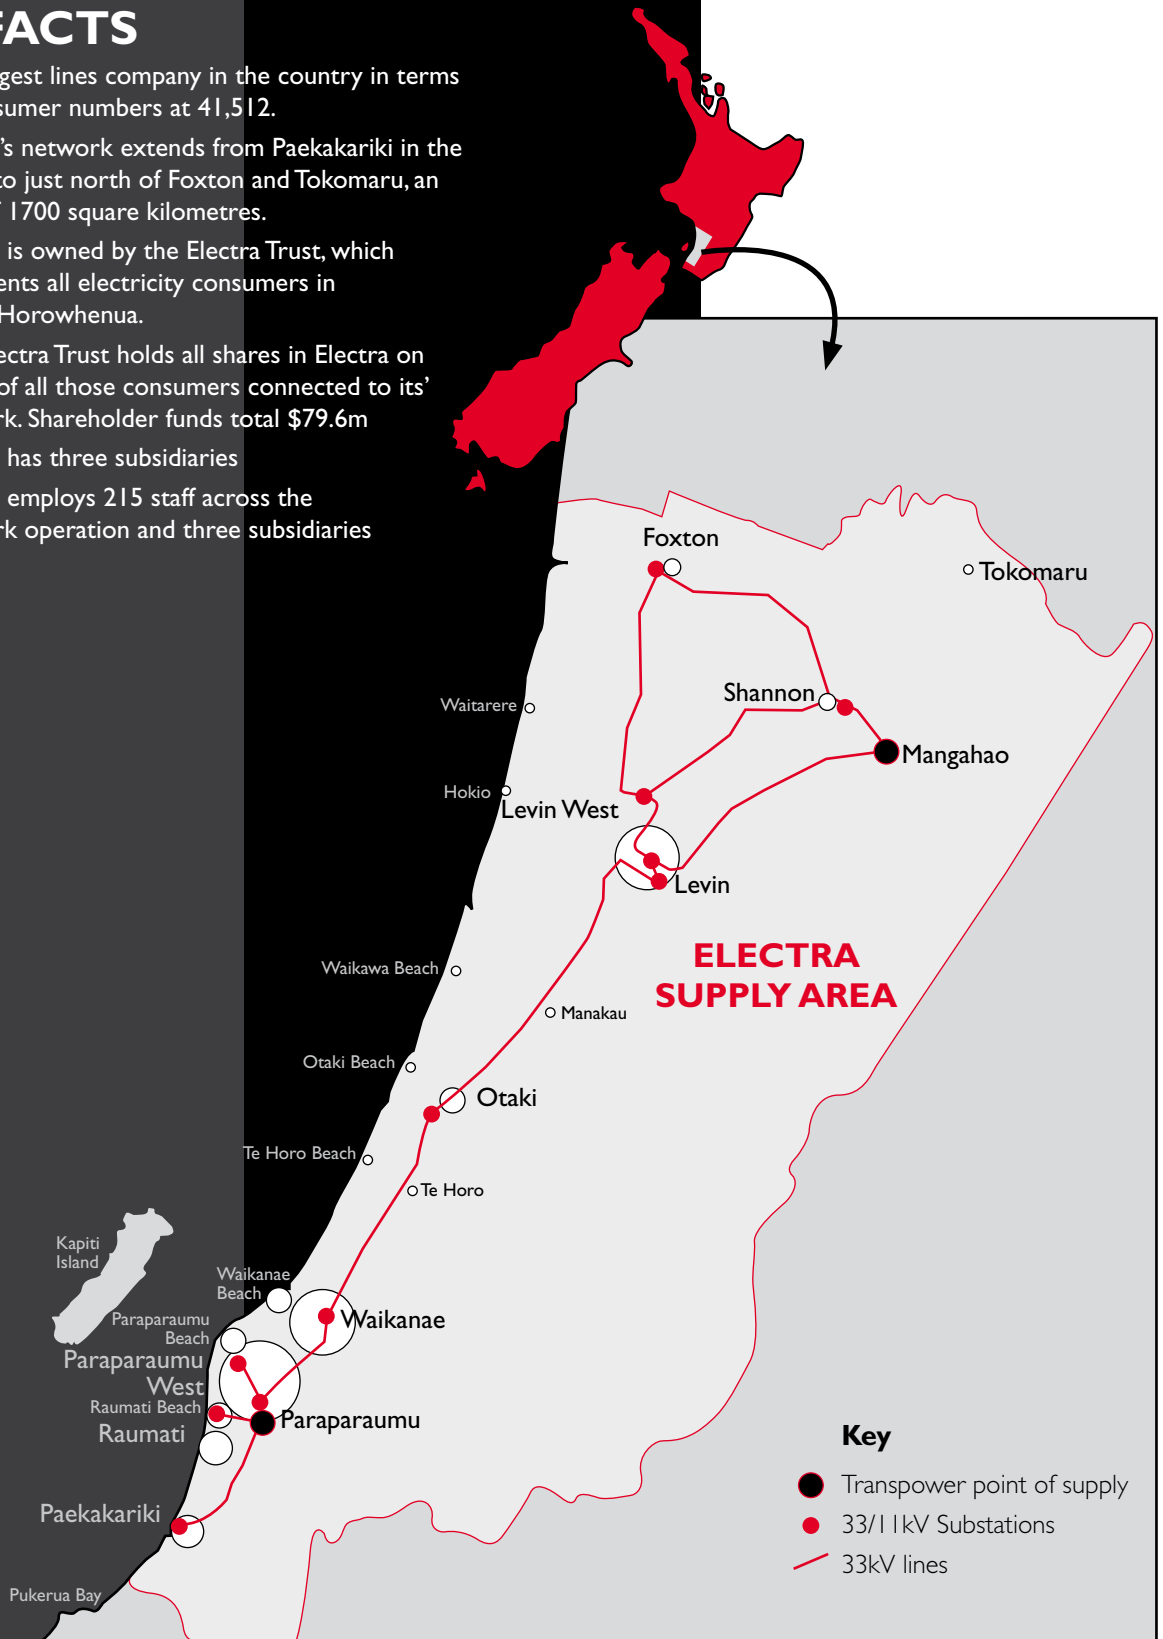 FACTS
gest lines company in the country in terms
sumer numbers at 41,512.
's network extends from Paekakariki in the
to just north of Foxton and Tokomaru, an
1700 square kilometres.
is owned by the Electra Trust, which
ents all electricity consumers in
Horowhenua.
ectra Trust holds all shares in Electra on
of all those consumers connected to its'
rk. Shareholder funds total $79.6m
has three subsidiaries
employs 215 staff across the
rk operation and three subsidiaries
Foxton
Tokomaru
Shannon
Waitarere
Mangahao
Hokio
Levin West
Levin
ELECTRA
SUPPLY AREA
Waikawa Beach
Manakau
Otaki Beach
Otaki
Te Horo Beach
Te Horo
Kapiti
Island
Waikanae
Beach
Waikanae
Paraparaumu
Beach
Paraparaumu
West
Raumati Beach
Paraparaumu
Raumati
Paekakariki
Pukerua Bay
Key
Transpower point of supply
33/11kV Substations
33kV lines